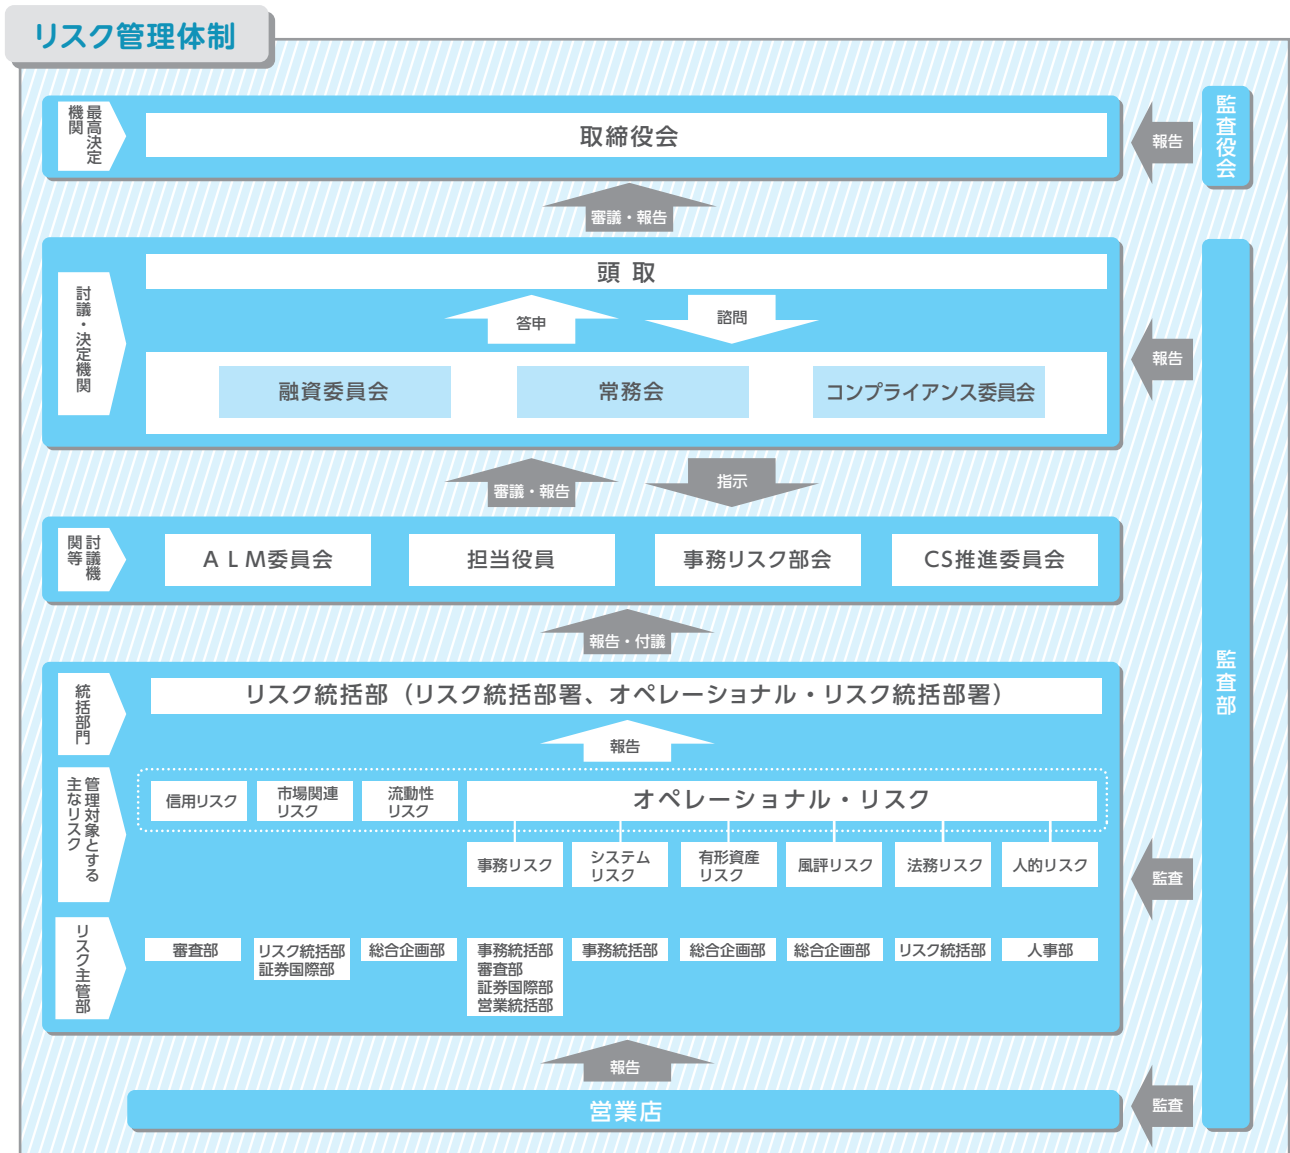 リスク管理体制
最高決定
機関
取締役会
報告
監査役会
審議・報告
討議・決定機関
頭 取
答申
諮問
融資委員会
常務会
コンプライアンス委員会
報告
審議・報告
指示
討議機
関等
ALM委員会
担当役員
事務リスク部会
CS推進委員会
報告・付議
監査部
統括部門
リスク統括部（リスク統括部署、オペレーショナル・リスク統括部署）
報告
管理対象とする
主なリスク
信用リスク
市場関連
リスク
流動性
リスク
オペレーショナル・リスク
事務リスク
システム
リスク
有形資産
リスク
風評リスク
法務リスク
人的リスク
監査
リスク主管部
審査部
リスク統括部
証券国際部
総合企画部
事務統括部
審査部
証券国際部
営業統括部
事務統括部
総合企画部
総合企画部
リスク統括部
人事部
報告
営業店
監査